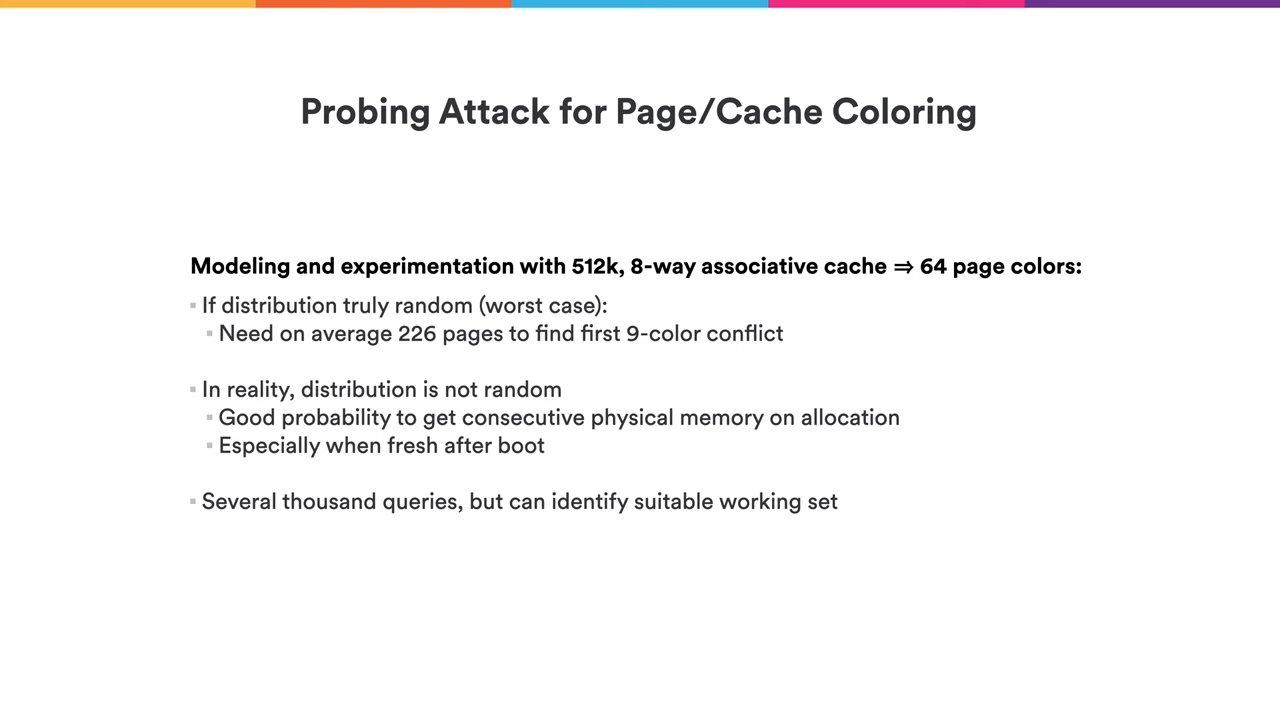 Probing Attack for Page/Cache Coloring
Modeling and experimentation with 512k, 8-way associative cache ⇒ 64 page colors:
▪ If distribution truly random (worst case):
▪ Need on average 226 pages to find first 9-color conflict
▪ In reality, distribution is not random
▪ Good probability to get consecutive physical memory on allocation
▪ Especially when fresh after boot
▪ Several thousand queries, but can identify suitable working set